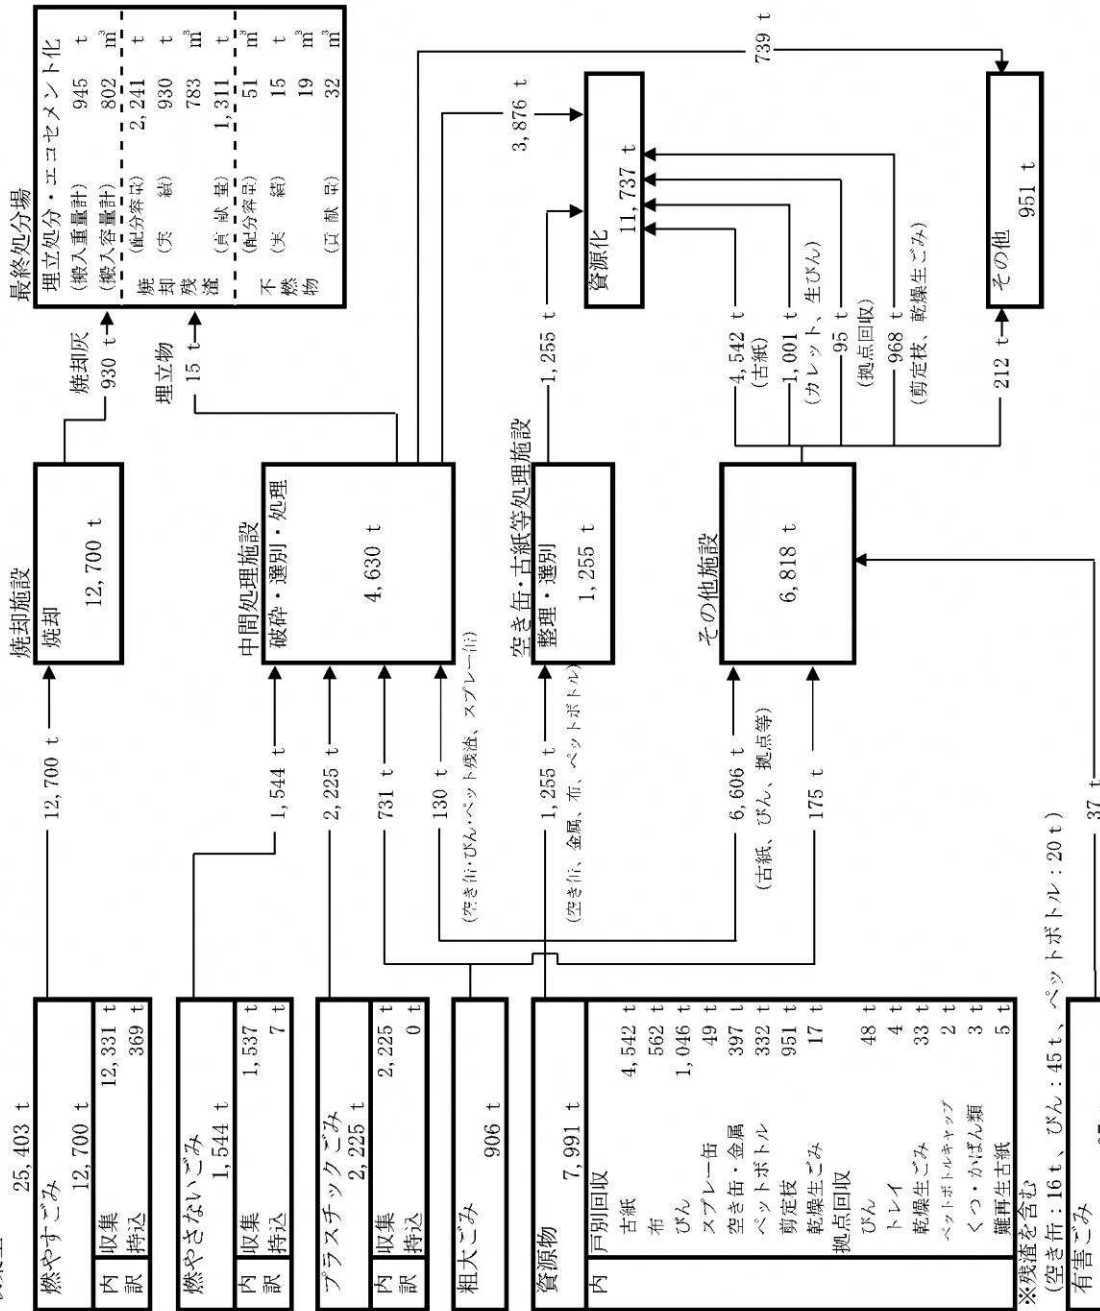 25,403 t
燃やすごみ
12,700 t
内訳
収集 12,331 t
持込 369 t
燃やさないごみ
1,544 t
内訳
収集 1,537 t
持込 7 t
プラスチックごみ
2,225 t
内訳
収集 2,225 t
持込 0 t
粗大ごみ
906 t
資源物
7,991 t
内
戸別回収
古紙 4,542 t
布 562 t
びん 1,046 t
スプレー缶 49 t
空き缶・金属 397 t
ペットボトル 332 t
剪定枝 951 t
乾燥生ごみ 17 t
拠点回収
びん 48 t
トレイ 4 t
乾燥生ごみ 33 t
ペットボトルキャップ 2 t
くつ・かばん類 3 t
難再生古紙 5 t
※残渣を含む
(空き缶:16t、びん:45t、ペットボトル:20t)
有害ごみ
12,700 t
1,544 t
2,225 t
731 t
130 t
(空き缶・びん・ペット残渣、スプレー缶)
1,255 t
(空き缶、金属、布、ペットボトル)
6,606 t
(古紙、びん、拠点等)
175 t
37 t
焼却施設
焼却
12,700 t
中間処理施設
破砕・選別・処理
4,630 t
空き缶・古紙等処理施設
整理・選別
1,255 t
その他施設
6,818 t
焼却灰
930 t
埋立物
15 t
1,255 t
3,876 t
739 t
4,542 t
(古紙)
1,001 t
(カレット、生びん)
95 t
(拠点回収)
968 t
(剪定枝、乾燥生ごみ)
212 t
最終処分場
埋立処分・エコセメント化
(搬入重量計) 945 t
(搬入容量計) 802 m³
焼却残渣
(配分容量) 2,241 t
(実 績) 930 t
783 m³
(貢献量) 1,311 t
不燃物
(配分容量) 51 m³
(実 績) 15 t
19 m³
(貢献量) 32 m³
資源化
11,737 t
その他
951 t